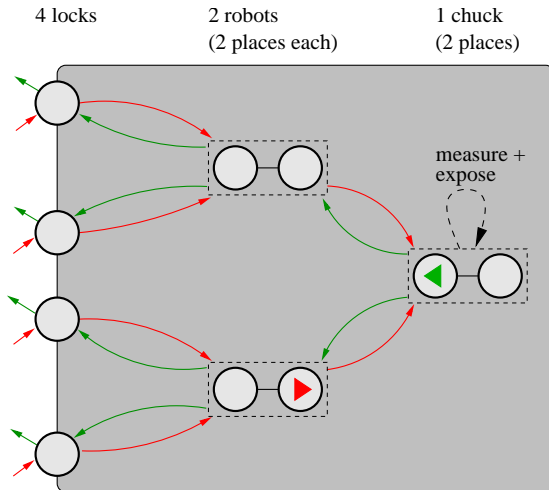 4 locks
2 robots
(2 places each)
1 chuck
(2 places)
measure +
expose